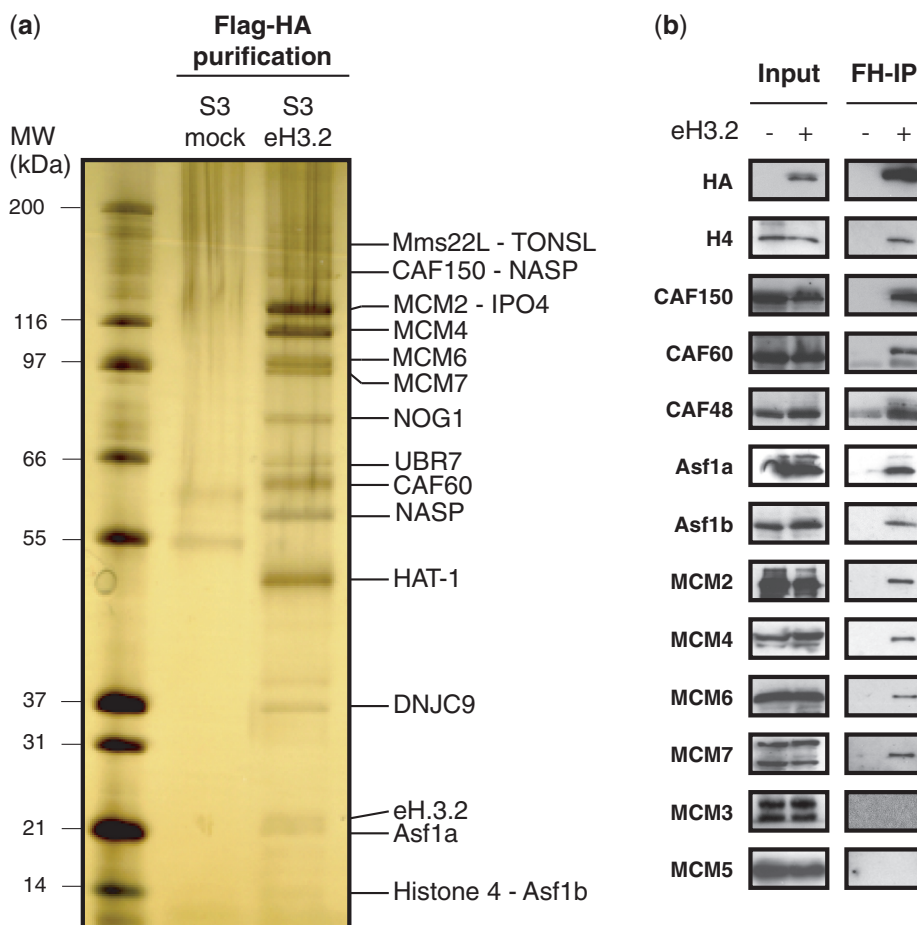 (a)
Flag-HA
purification
S3
mock
S3
eH3.2
MW
(kDa)
200
116
97
66
55
37
31
21
14
Mms22L - TONSL
CAF150 - NASP
MCM2 - IPO4
MCM4
MCM6
MCM7
NOG1
UBR7
CAF60
NASP
HAT-1
DNJC9
eH.3.2
Asf1a
Histone 4 - Asf1b
(b)
Input FH-IP
eH3.2 - + - +
HA
H4
CAF150
CAF60
CAF48
Asf1a
Asf1b
MCM2
MCM4
MCM6
MCM7
MCM3
MCM5